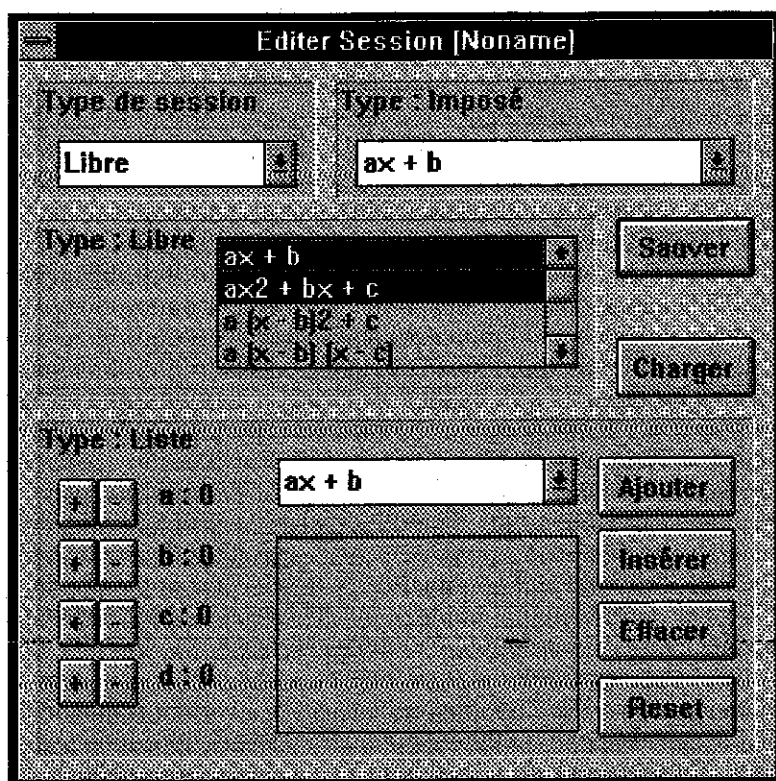 Editer Session [Noname]
Type de session
Type : Imposé
Libre
ax + b
Type : Libre
ax + b
ax2 + bx + c
a (x - b)2 + c
a (x - b) (x - c)
Sauver
Charger
Type : Liste
+ - a : 0
+ - b : 0
+ - c : 0
+ - d : 0
ax + b
Ajouter
Insérer
Effacer
Reset